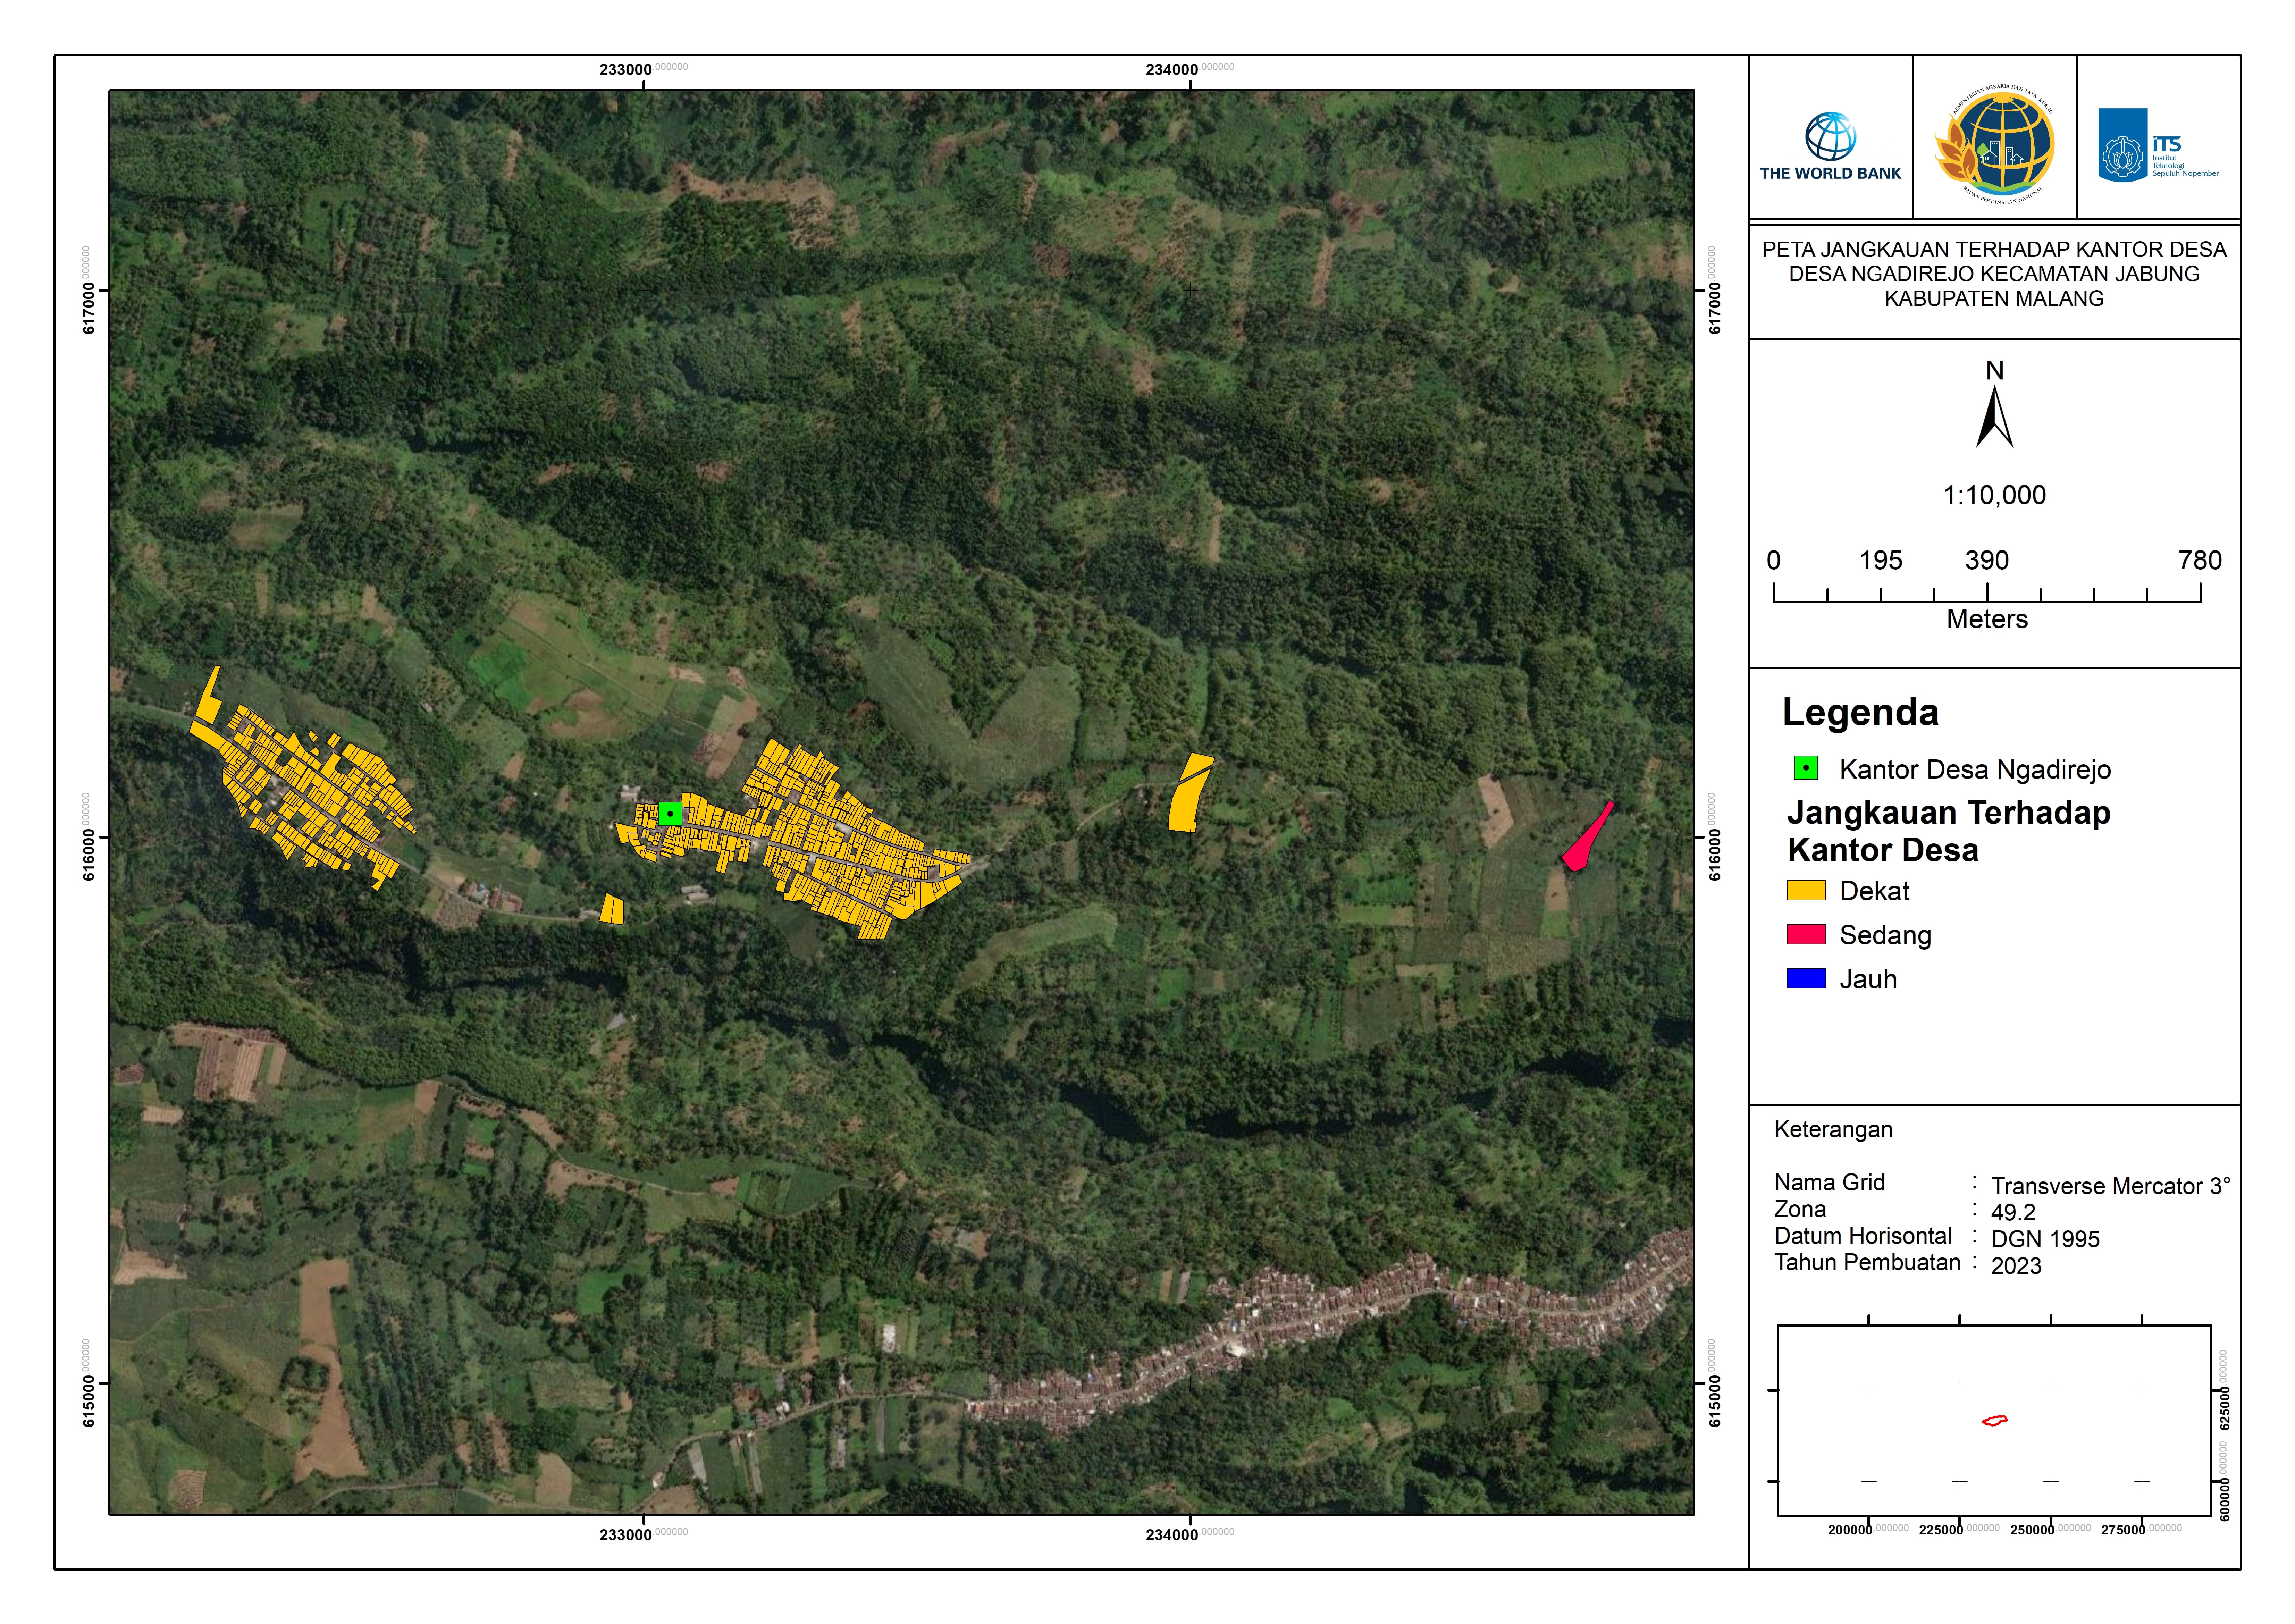 233000.000000
234000.000000
617000.000000
616000.000000
615000.000000
617000.000000
616000.000000
615000.000000
233000.000000
234000.000000
THE WORLD BANK
KEMENTERIAN AGRARIA DAN TATA RUANG
BADAN PERTANAHAN NASIONAL
ITS
Institut
Teknologi
Sepuluh Nopember
PETA JANGKAUAN TERHADAP KANTOR DESA
DESA NGADIREJO KECAMATAN JABUNG
KABUPATEN MALANG
N
1:10,000
0 195 390 780
Meters
Legenda
Kantor Desa Ngadirejo
Jangkauan Terhadap
Kantor Desa
Dekat
Sedang
Jauh
Keterangan
Nama Grid : Transverse Mercator 3°
Zona : 49.2
Datum Horisontal : DGN 1995
Tahun Pembuatan : 2023
625000.000000
600000.000000
200000.000000 225000.000000 250000.000000 275000.000000